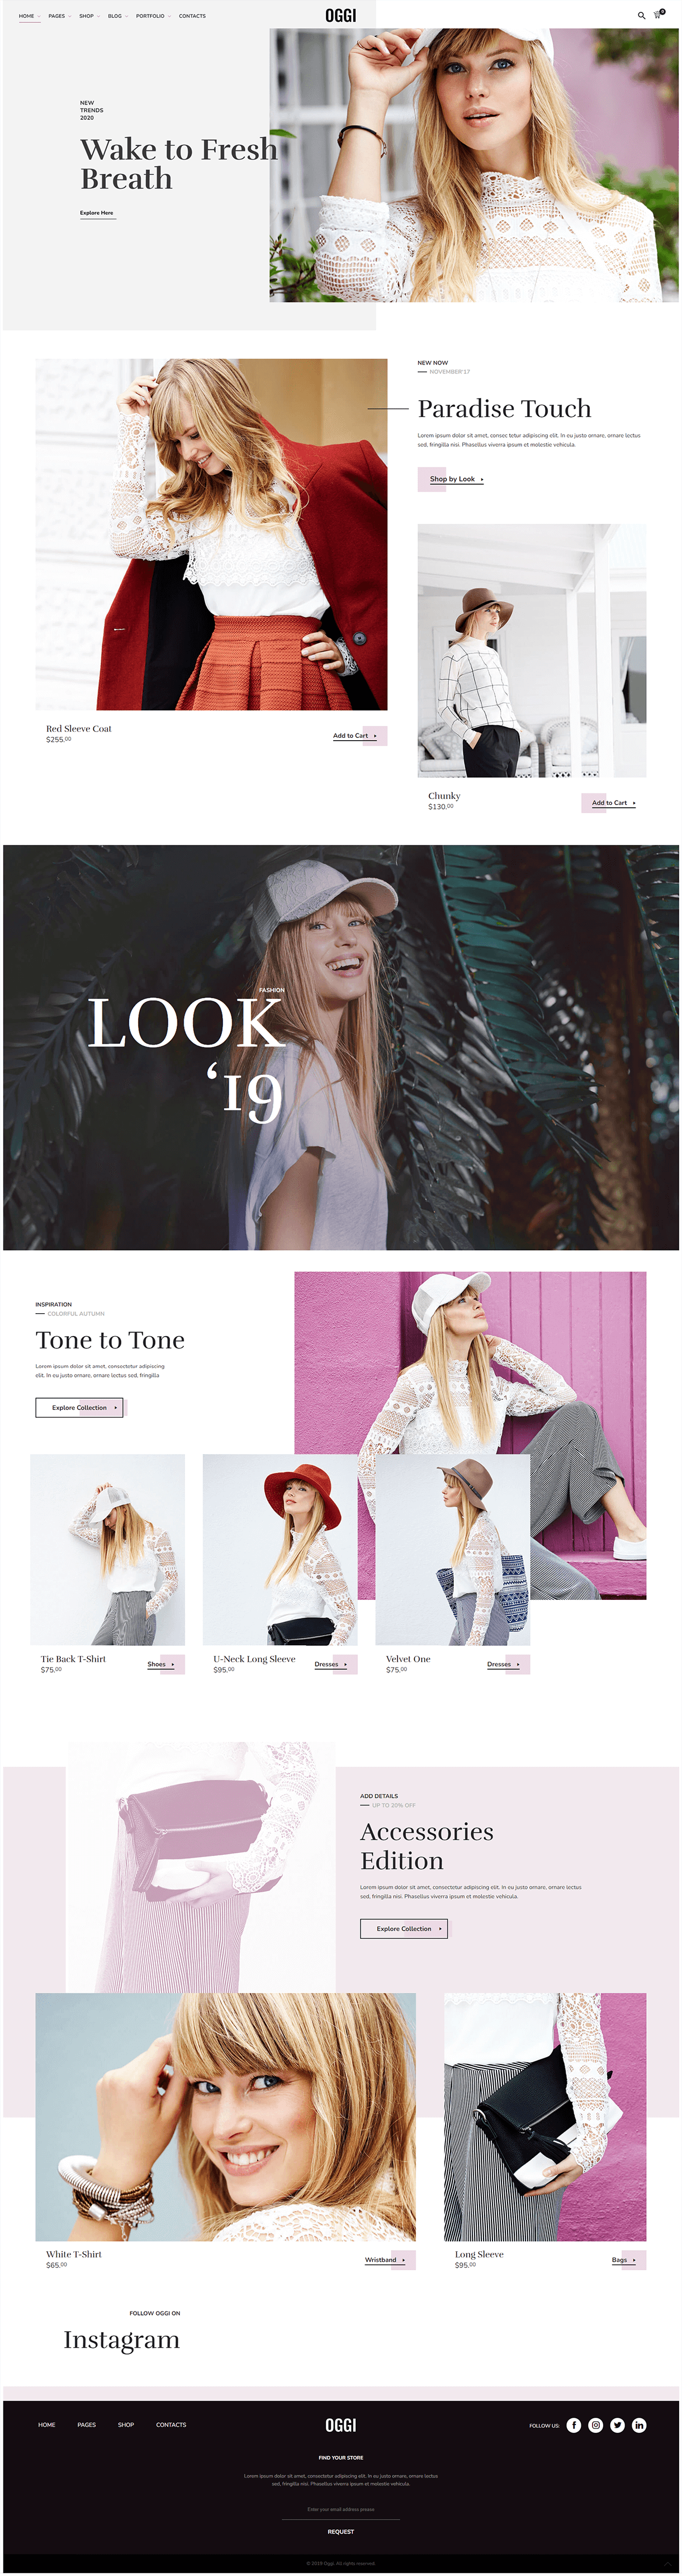 HOME PAGES SHOP BLOG PORTFOLIO CONTACTS
OGGI
0
NEW
TRENDS
2020
Wake to Fresh
Breath
Explore Here
NEW NOW
NOVEMBER'17
Paradise Touch
Lorem ipsum dolor sit amet, consec tetur adipiscing elit. In eu justo ornare, ornare lectus
sed, fringilla nisi. Phasellus viverra ipsum et molestie vehicula.
Shop by Look
Red Sleeve Coat
$255.00
Add to Cart
Chunky
$130.00
Add to Cart
FASHION
LOOK
‘19
INSPIRATION
COLORFUL AUTUMN
Tone to Tone
Lorem ipsum dolor sit amet, consectetur adipiscing
elit. In eu justo ornare, ornare lectus sed, fringilla
Explore Collection
Tie Back T-Shirt
$75.00
Shoes
U-Neck Long Sleeve
$95.00
Dresses
Velvet One
$75.00
Dresses
ADD DETAILS
UP TO 20% OFF
Accessories
Edition
Lorem ipsum dolor sit amet, consectetur adipiscing elit. In eu justo ornare, ornare lectus
sed, fringilla nisi. Phasellus viverra ipsum et molestie vehicula.
Explore Collection
White T-Shirt
$65.00
Wristband
Long Sleeve
$95.00
Bags
FOLLOW OGGI ON
Instagram
HOME PAGES SHOP CONTACTS
OGGI
FOLLOW US:
FIND YOUR STORE
Lorem ipsum dolor sit amet, consectetur adipiscing elit. In eu justo ornare, ornare lectus
sed, fringilla nisi. Phasellus viverra ipsum et molestie vehicula.
Enter your email address please
REQUEST
© 2019 Oggi. All rights reserved.